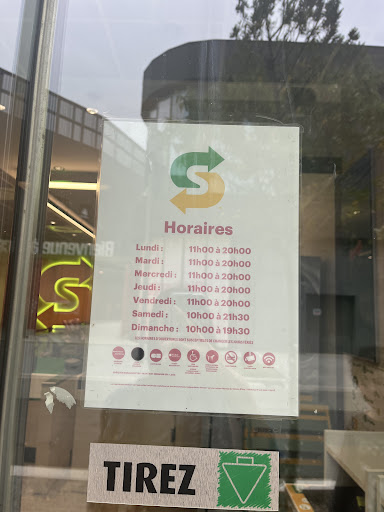 Horaires
Lundi : 11h00 à 20h00
Mardi : 11h00 à 20h00
Mercredi : 11h00 à 20h00
Jeudi : 11h00 à 20h00
Vendredi : 11h00 à 20h00
Samedi : 10h00 à 21h30
Dimanche : 10h00 à 19h30
Bienvenue
TIREZ